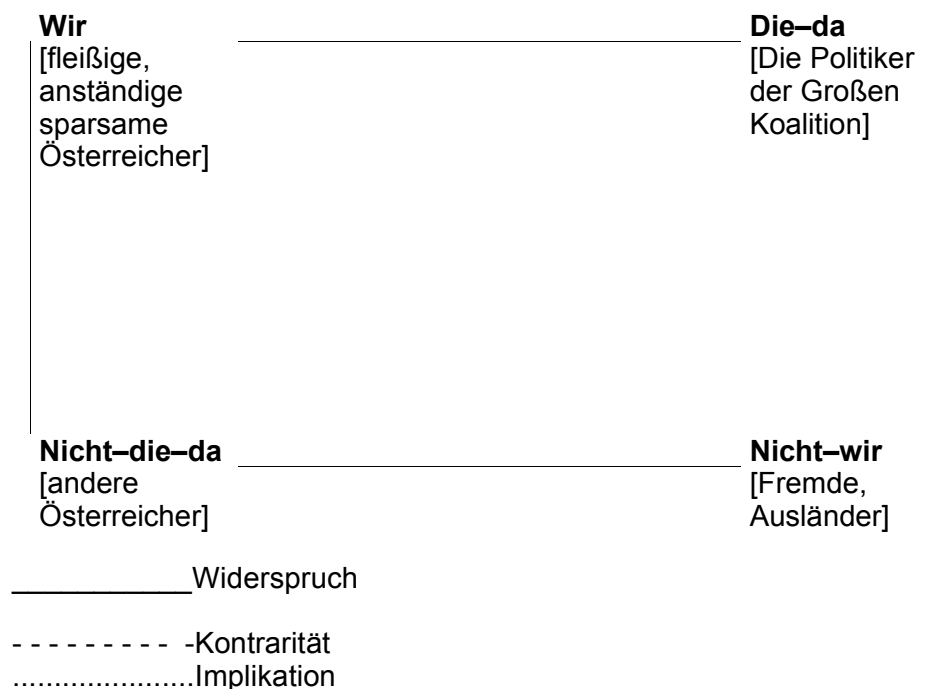 Wir
[fleißige,
anständige
sparsame
Österreicher]
Die–da
[Die Politiker
der Großen
Koalition]
Nicht–die–da
[andere
Österreicher]
Nicht–wir
[Fremde,
Ausländer]
___________Widerspruch
- - - - - - - - -  -Kontrarität
......................Implikation